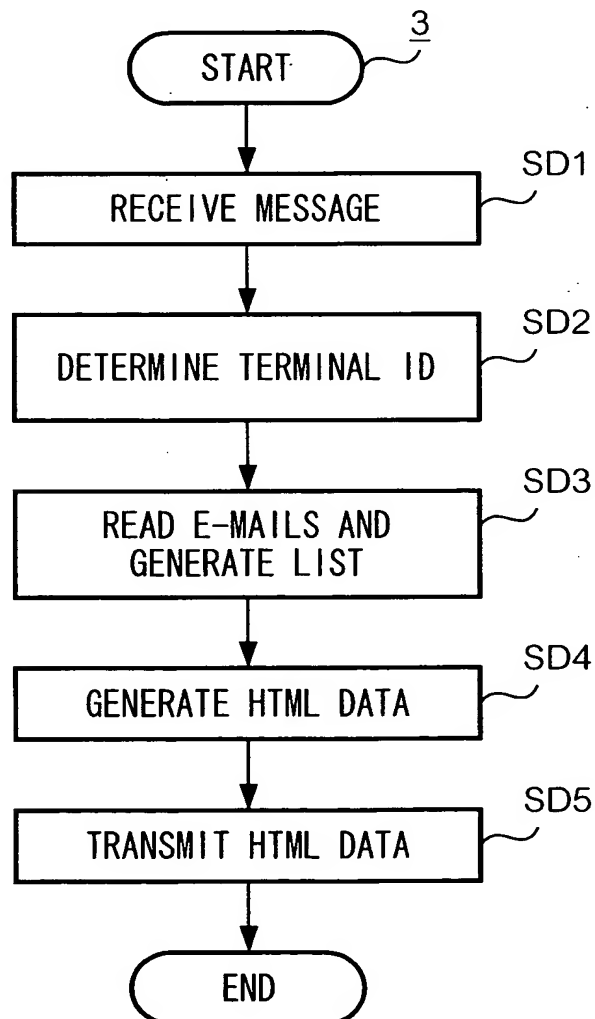 3
START
SD1
RECEIVE MESSAGE
SD2
DETERMINE TERMINAL ID
SD3
READ E-MAILS AND
GENERATE LIST
SD4
GENERATE HTML DATA
SD5
TRANSMIT HTML DATA
END